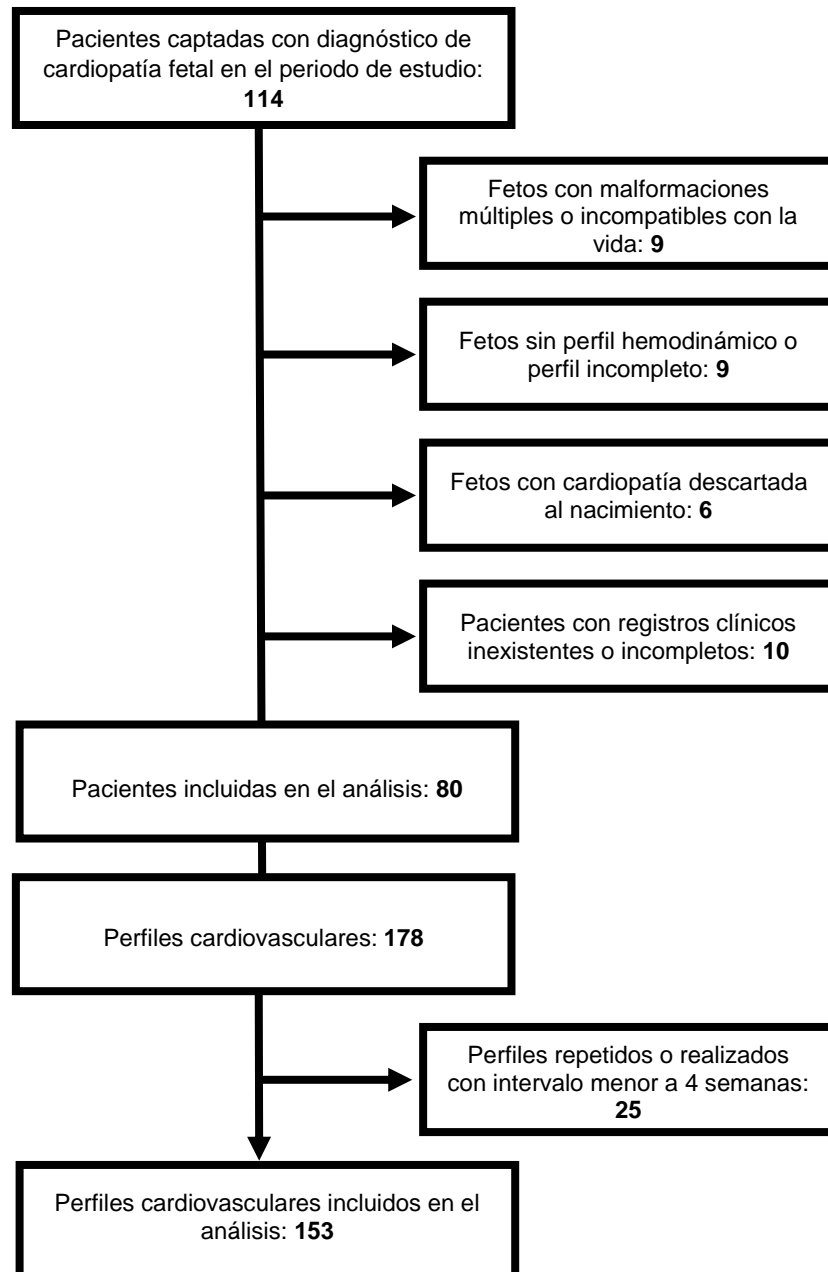 Pacientes captadas con diagnóstico de
cardiopatía fetal en el periodo de estudio:
114
Fetos con malformaciones
múltiples o incompatibles con la
vida: 9
Fetos sin perfil hemodinámico o
perfil incompleto: 9
Fetos con cardiopatía descartada
al nacimiento: 6
Pacientes con registros clínicos
inexistentes o incompletos: 10
Pacientes incluidas en el análisis: 80
Perfiles cardiovasculares: 178
Perfiles repetidos o realizados
con intervalo menor a 4 semanas:
25
Perfiles cardiovasculares incluidos en el
análisis: 153